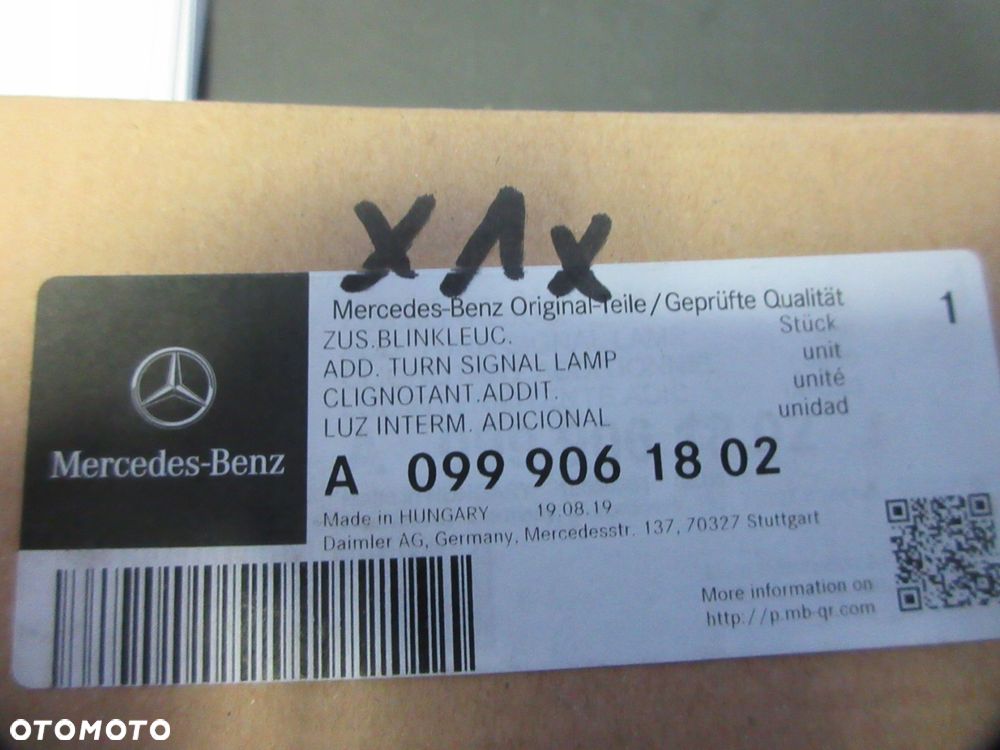 x1x
Mercedes-Benz Original-Teile/Geprüfte Qualität 1
ZUS.BLINKLEUC. Stück
ADD. TURN SIGNAL LAMP unit
CLIGNOTANT.ADDIT. unité
LUZ INTERM. ADICIONAL unidad
Mercedes-Benz
A 099 906 18 02
Made in HUNGARY 19.08.19
Daimler AG, Germany, Mercedesstr. 137, 70327 Stuttgart
More information on
http://p.mb-qr.com
OTOMOTO